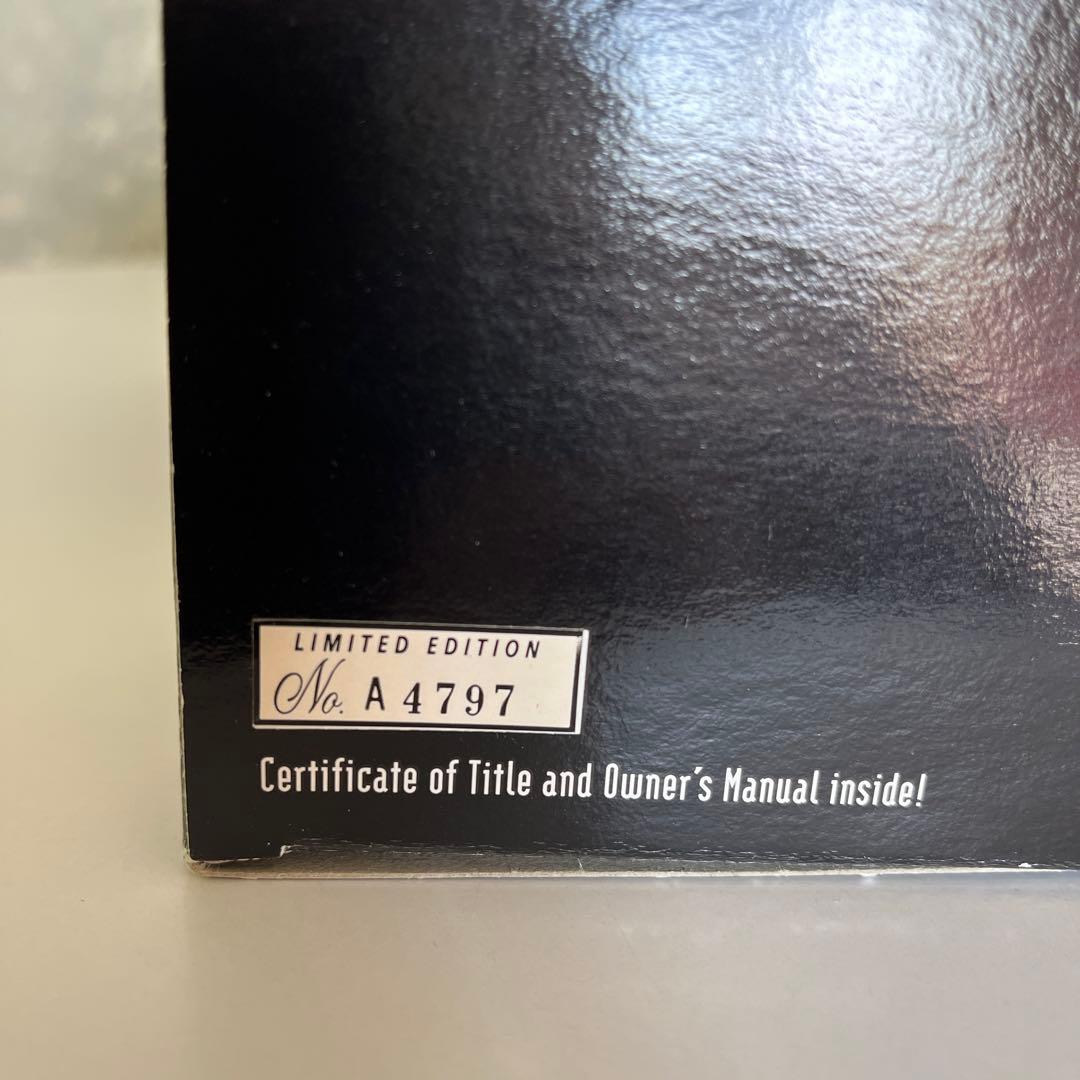 LIMITED EDITION
No. A 4797
Certificate of Title and Owner's Manual inside!